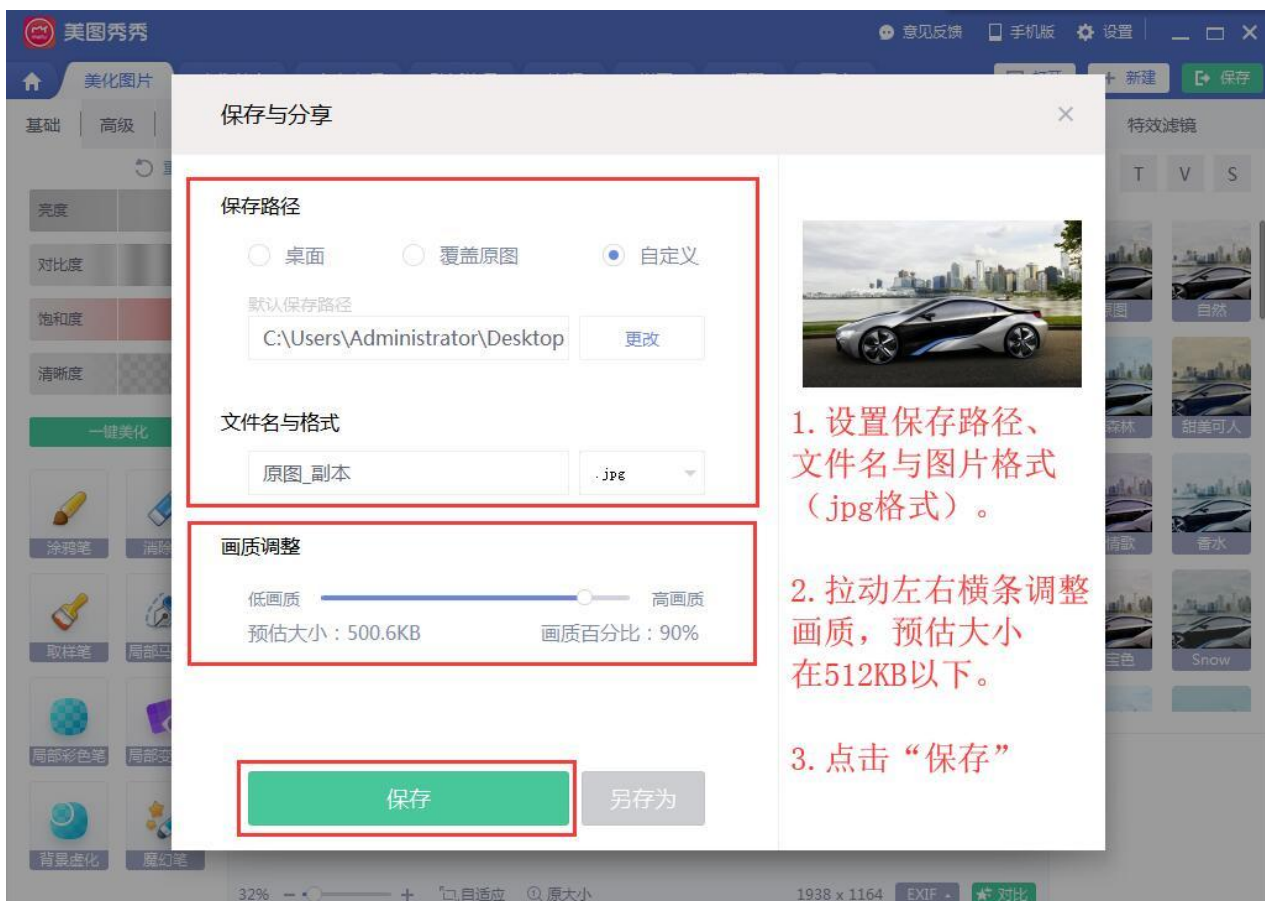 美图秀秀
意见反馈
手机版
设置
美化图片
新建
保存
基础
高级
保存与分享
特效滤镜
T V S
亮度
对比度
饱和度
清晰度
一键美化
涂鸦笔
取样笔
局部彩色笔
背景虚化
魔幻笔
保存路径
桌面
覆盖原图
自定义
默认保存路径
C:\Users\Administrator\Desktop
更改
文件名与格式
原图_副本
.jpg
画质调整
低画质
高画质
预估大小：500.6KB
画质百分比：90%
保存
另存为
1.设置保存路径、
文件名与图片格式
（jpg格式）。
2.拉动左右横条调整
画质，预估大小
在512KB以下。
3.点击“保存”
自然
甜美可人
香水
Snow
32%
自适应
原大小
1938 x 1164
EXIF
对比